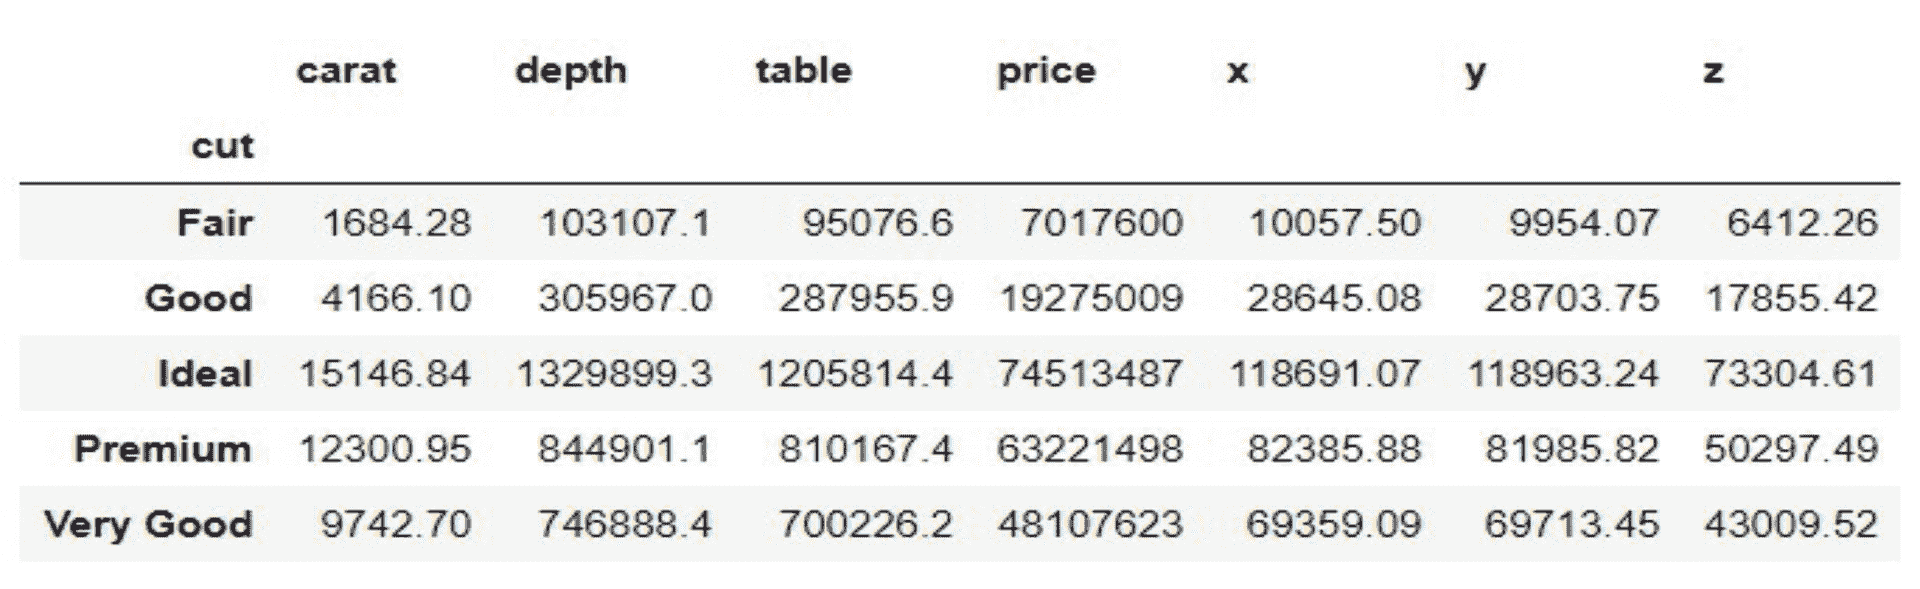 carat depth table price x y z
cut
Fair 1684.28 103107.1 95076.6 7017600 10057.50 9954.07 6412.26
Good 4166.10 305967.0 287955.9 19275009 28645.08 28703.75 17855.42
Ideal 15146.84 1329899.3 1205814.4 74513487 118691.07 118963.24 73304.61
Premium 12300.95 844901.1 810167.4 63221498 82385.88 81985.82 50297.49
Very Good 9742.70 746888.4 700226.2 48107623 69359.09 69713.45 43009.52